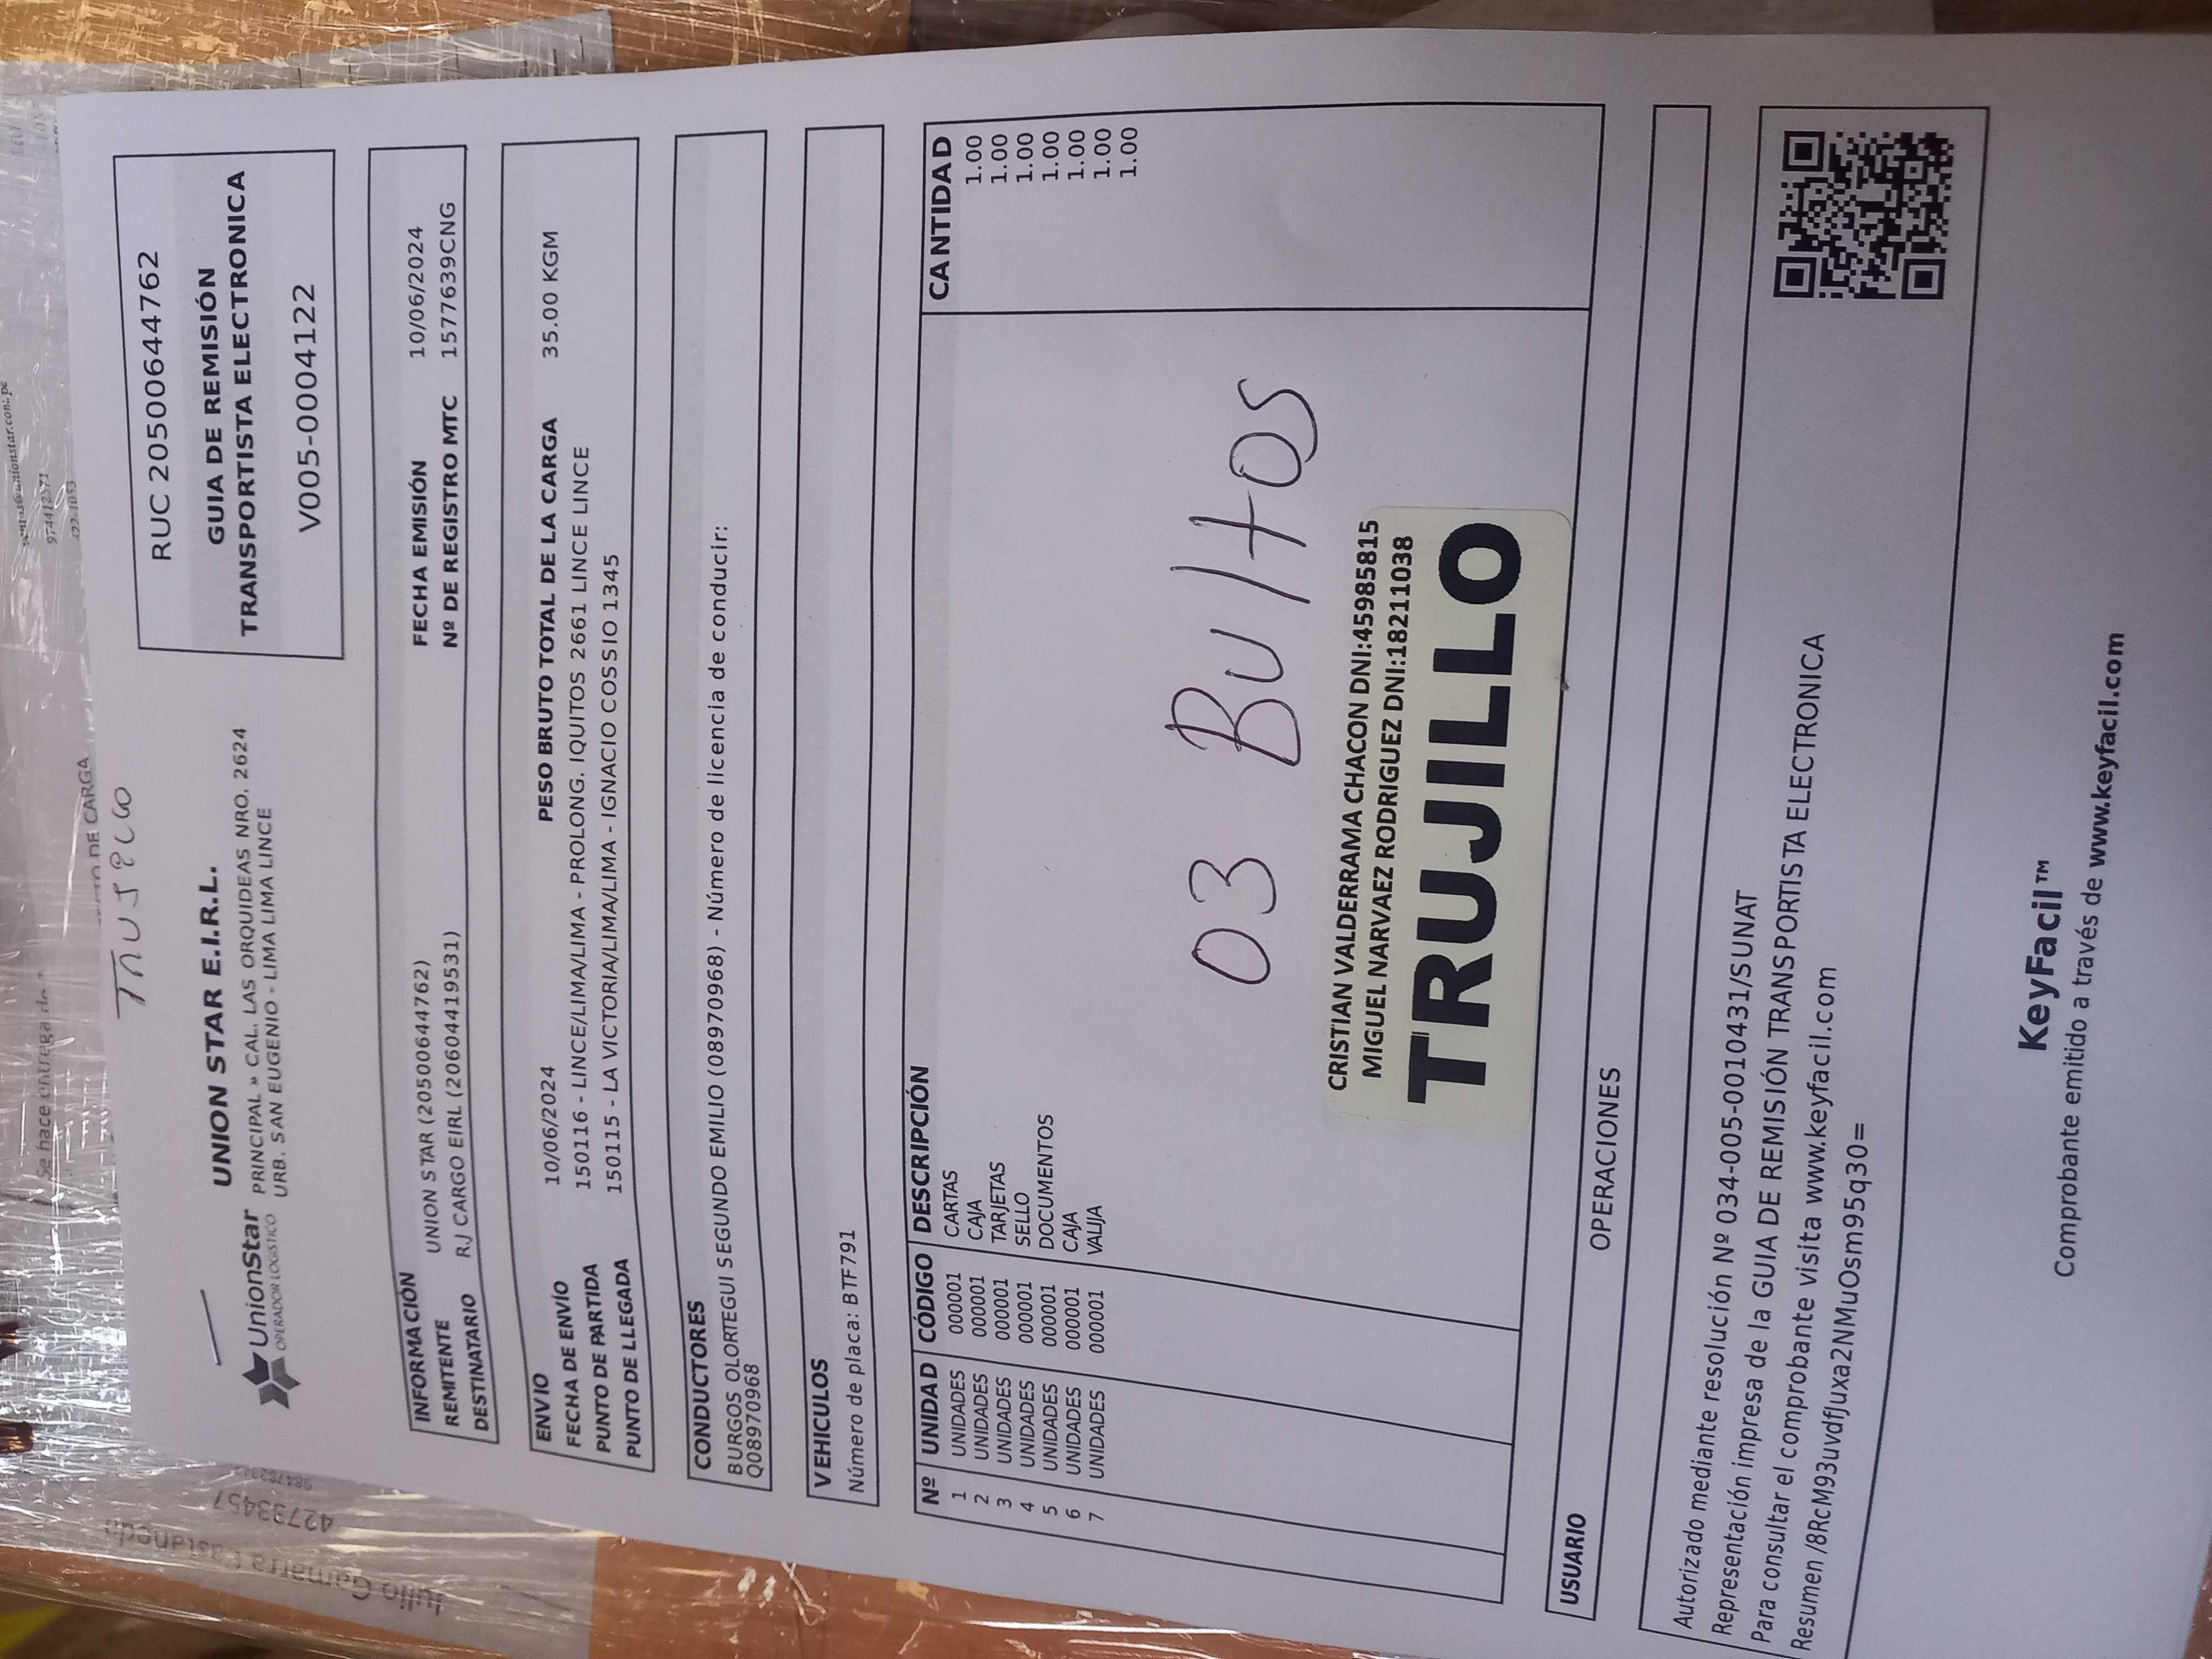 TRUJILLO
UnionStar
OPERADOR LOGISTICO
UNION STAR E.I.R.L.
PRINCIPAL » CAL. LAS ORQUIDEAS NRO. 2624
URB. SAN EUGENIO - LIMA LIMA LINCE
RUC 20500644762
GUIA DE REMISIÓN
TRANSPORTISTA ELECTRONICA
V005-0004122
INFORMACIÓN
REMITENTE UNION STAR (20500644762) FECHA EMISIÓN 10/06/2024
DESTINATARIO RJ CARGO EIRL (20604419531) Nº DE REGISTRO MTC 1577639CNG
ENVIO
FECHA DE ENVÍO 10/06/2024 PESO BRUTO TOTAL DE LA CARGA 35.00 KGM
PUNTO DE PARTIDA 150116 - LINCE/LIMA/LIMA - PROLONG. IQUITOS 2661 LINCE LINCE
PUNTO DE LLEGADA 150115 - LA VICTORIA/LIMA/LIMA - IGNACIO COSSIO 1345
CONDUCTORES
BURGOS OLORTEGUI SEGUNDO EMILIO (08970968) - Número de licencia de conducir:
Q08970968
VEHICULOS
Número de placa: BTF791
Nº UNIDAD CÓDIGO DESCRIPCIÓN CANTIDAD
1 UNIDADES 000001 CARTAS 1.00
2 UNIDADES 000001 CAJA 1.00
3 UNIDADES 000001 TARJETAS 1.00
4 UNIDADES 000001 SELLO 1.00
5 UNIDADES 000001 DOCUMENTOS 1.00
6 UNIDADES 000001 CAJA 1.00
7 UNIDADES 000001 VALIJA 1.00
03 Bultos
CRISTIAN VALDERRAMA CHACON DNI:45985815
MIGUEL NARVAEZ RODRIGUEZ DNI:18211038
TRUJILLO
USUARIO OPERACIONES
Autorizado mediante resolución Nº 034-005-0010431/SUNAT
Representación impresa de la GUIA DE REMISIÓN TRANSPORTISTA ELECTRONICA
Para consultar el comprobante visita www.keyfacil.com
Resumen /8RcM93uvdfJuxa2NMuOsm95q30=
KeyFacil™
Comprobante emitido a través de www.keyfacil.com
Se hace entrega de
DE CARGA
974412571
42733457